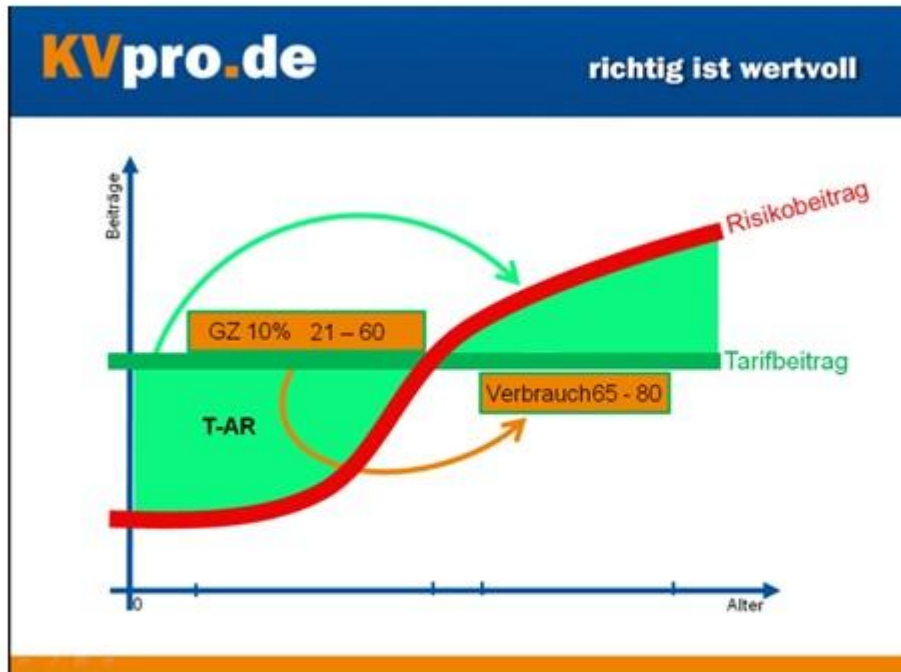 KVpro.de
richtig ist wertvoll
Beiträge
Risikobeitrag
GZ 10% 21 – 60
Tarifbeitrag
Verbrauch65 - 80
T-AR
0
Alter